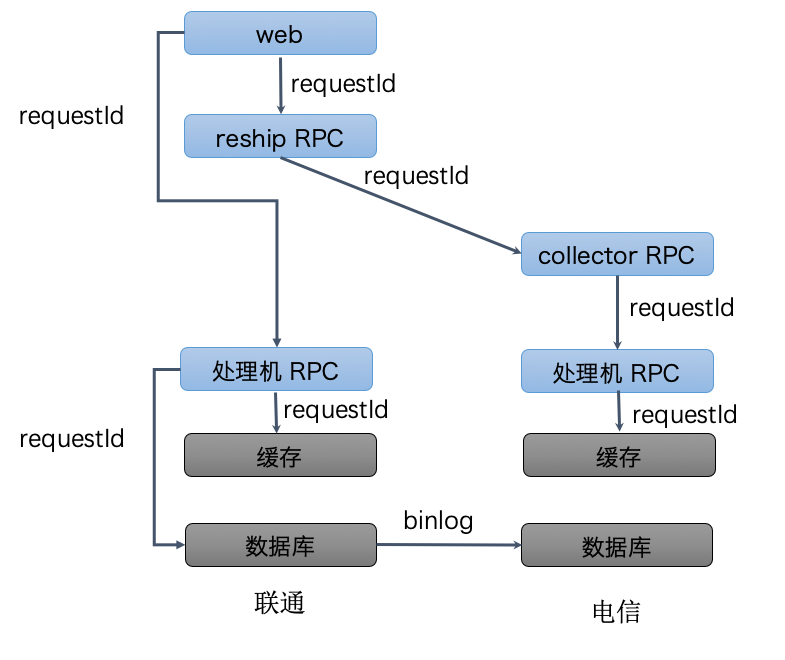 web
requestId
requestId
reship RPC
requestId
collector RPC
requestId
处理机 RPC
处理机 RPC
requestId
requestId
requestId
缓存
缓存
binlog
数据库
数据库
联通
电信